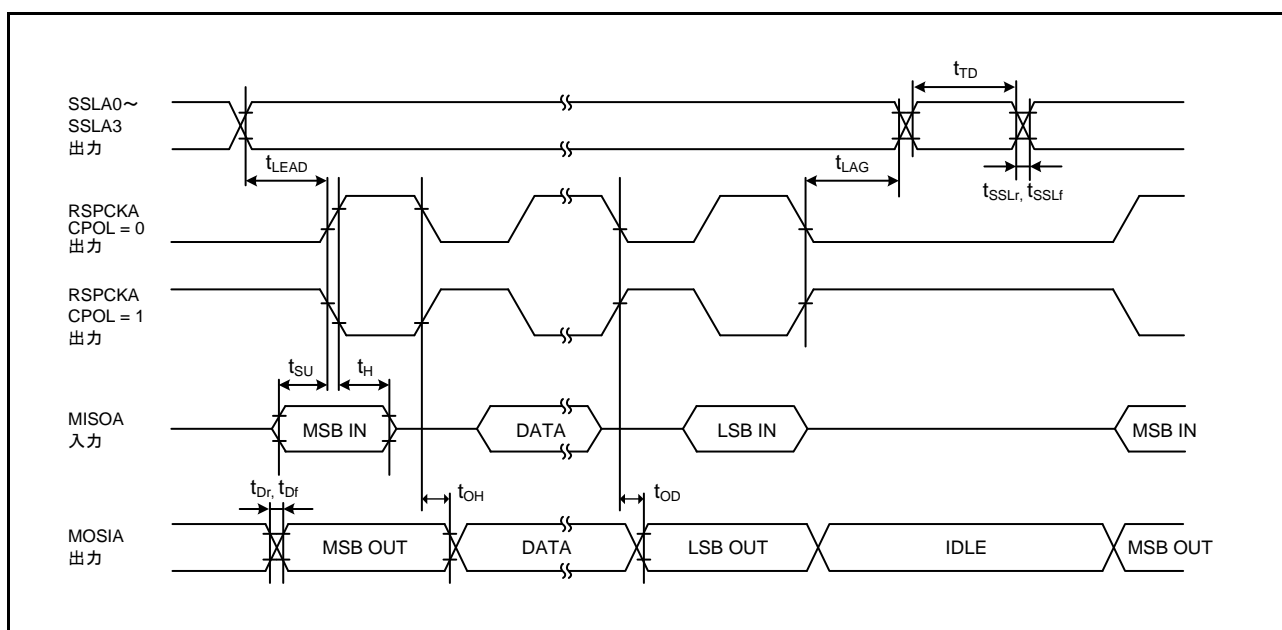 tTD
SSLA0～
SSLA3
出力
tLEAD
tLAG
tSSLr, tSSLf
RSPCKA
CPOL = 0
出力
RSPCKA
CPOL = 1
出力
tSU
tH
MISOA
入力
MSB IN
DATA
LSB IN
MSB IN
tDr, tDf
tOH
tOD
MOSIA
出力
MSB OUT
DATA
LSB OUT
IDLE
MSB OUT